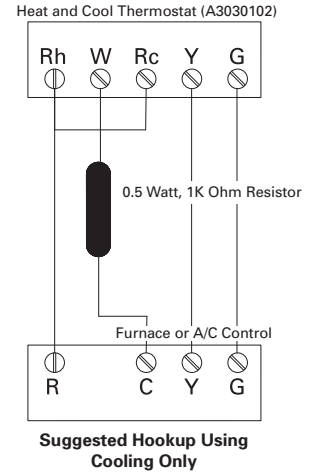 Heat and Cool Thermostat (A3030102)
Rh W Rc Y G
0.5 Watt, 1K Ohm Resistor
Furnace or A/C Control
R C Y G
Suggested Hookup Using
Cooling Only